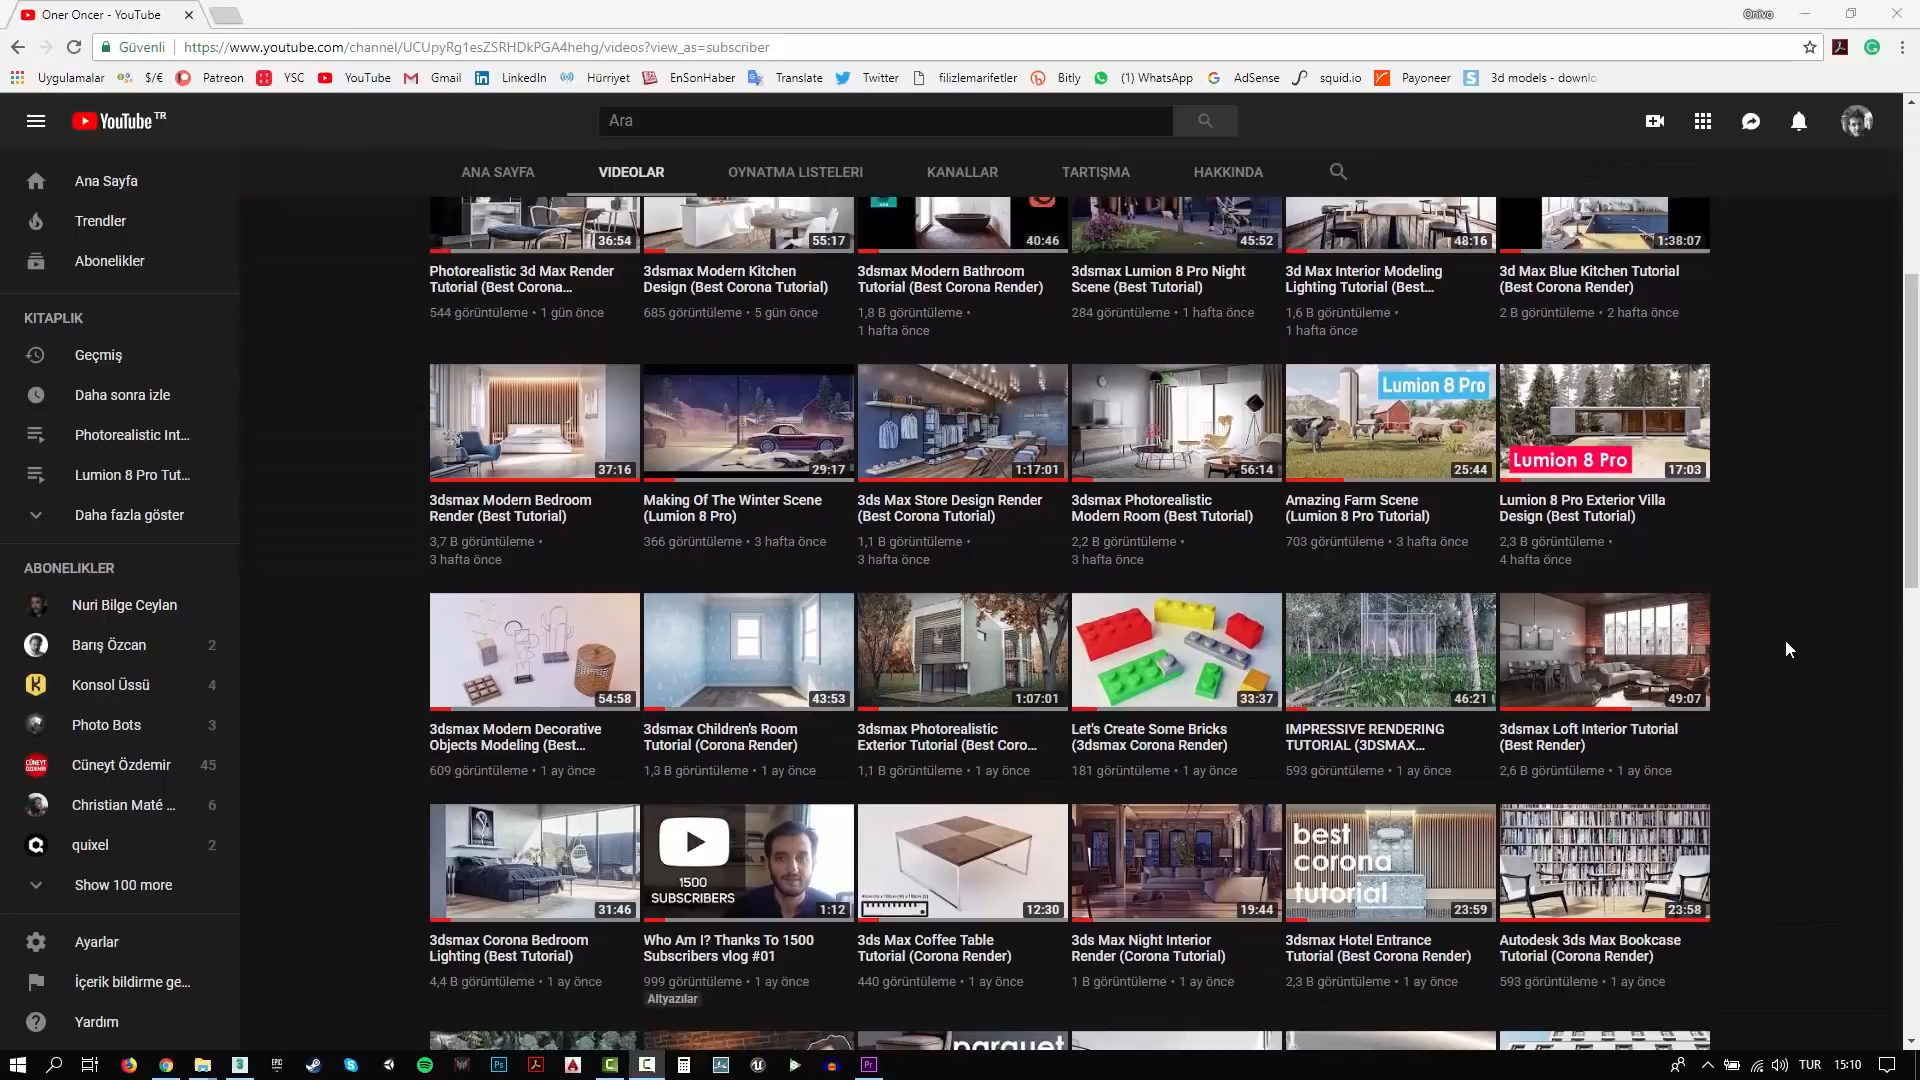 Oner Oncer - YouTube
Onivo
Güvenli
https://www.youtube.com/channel/UCUpyRg1esZSRHDkPGA4hehg/videos?view_as=subscriber
Uygulamalar $/€ Patreon YSC YouTube Gmail LinkedIn Hürriyet EnSonHaber Translate Twitter filizlemarifetler Bitly (1) WhatsApp AdSense squid.io Payoneer 3d models - downlo
YouTube TR
Ara
ANA SAYFA VIDEOLAR OYNATMA LISTELERI KANALLAR TARTIŞMA HAKKINDA
Ana Sayfa
Trendler
Abonelikler
KITAPLIK
Geçmiş
Daha sonra izle
Photorealistic Int...
Lumion 8 Pro Tut...
Daha fazla göster
ABONELIKLER
Nuri Bilge Ceylan
Barış Özcan 2
Konsol Üssü 4
Photo Bots 3
Cüneyt Özdemir 45
Christian Maté ... 6
quixel 2
Show 100 more
Ayarlar
İçerik bildirme ge...
Yardım
36:54
Photorealistic 3d Max Render
Tutorial (Best Corona...
544 görüntüleme • 1 gün önce
55:17
3dsmax Modern Kitchen
Design (Best Corona Tutorial)
685 görüntüleme • 5 gün önce
40:46
3dsmax Modern Bathroom
Tutorial (Best Corona Render)
1,8 B görüntüleme •
1 hafta önce
45:52
3dsmax Lumion 8 Pro Night
Scene (Best Tutorial)
284 görüntüleme • 1 hafta önce
48:16
3d Max Interior Modeling
Lighting Tutorial (Best...
1,6 B görüntüleme •
1 hafta önce
1:38:07
3d Max Blue Kitchen Tutorial
(Best Corona Render)
2 B görüntüleme • 2 hafta önce
37:16
3dsmax Modern Bedroom
Render (Best Tutorial)
3,7 B görüntüleme •
3 hafta önce
29:17
Making Of The Winter Scene
(Lumion 8 Pro)
366 görüntüleme • 3 hafta önce
1:17:01
3ds Max Store Design Render
(Best Corona Tutorial)
1,1 B görüntüleme •
3 hafta önce
56:14
3dsmax Photorealistic
Modern Room (Best Tutorial)
2,2 B görüntüleme •
3 hafta önce
Lumion 8 Pro
25:44
Amazing Farm Scene
(Lumion 8 Pro Tutorial)
703 görüntüleme • 3 hafta önce
Lumion 8 Pro
17:03
Lumion 8 Pro Exterior Villa
Design (Best Tutorial)
2,3 B görüntüleme •
4 hafta önce
54:58
3dsmax Modern Decorative
Objects Modeling (Best...
609 görüntüleme • 1 ay önce
43:53
3dsmax Children's Room
Tutorial (Corona Render)
1,3 B görüntüleme • 1 ay önce
1:07:01
3dsmax Photorealistic
Exterior Tutorial (Best Coro...
1,1 B görüntüleme • 1 ay önce
33:37
Let's Create Some Bricks
(3dsmax Corona Render)
181 görüntüleme • 1 ay önce
46:21
IMPRESSIVE RENDERING
TUTORIAL (3DSMAX...
593 görüntüleme • 1 ay önce
49:07
3dsmax Loft Interior Tutorial
(Best Render)
2,6 B görüntüleme • 1 ay önce
31:46
3dsmax Corona Bedroom
Lighting (Best Tutorial)
4,4 B görüntüleme • 1 ay önce
1500
SUBSCRIBERS
1:12
Who Am I? Thanks To 1500
Subscribers vlog #01
999 görüntüleme • 1 ay önce
Altyazılar
12:30
3ds Max Coffee Table
Tutorial (Corona Render)
440 görüntüleme • 1 ay önce
19:44
3ds Max Night Interior
Render (Corona Tutorial)
1 B görüntüleme • 1 ay önce
best
corona
tutorial
23:59
3dsmax Hotel Entrance
Tutorial (Best Corona Render)
2,3 B görüntüleme • 1 ay önce
23:58
Autodesk 3ds Max Bookcase
Tutorial (Corona Render)
593 görüntüleme • 1 ay önce
parquet
TUR 15:10